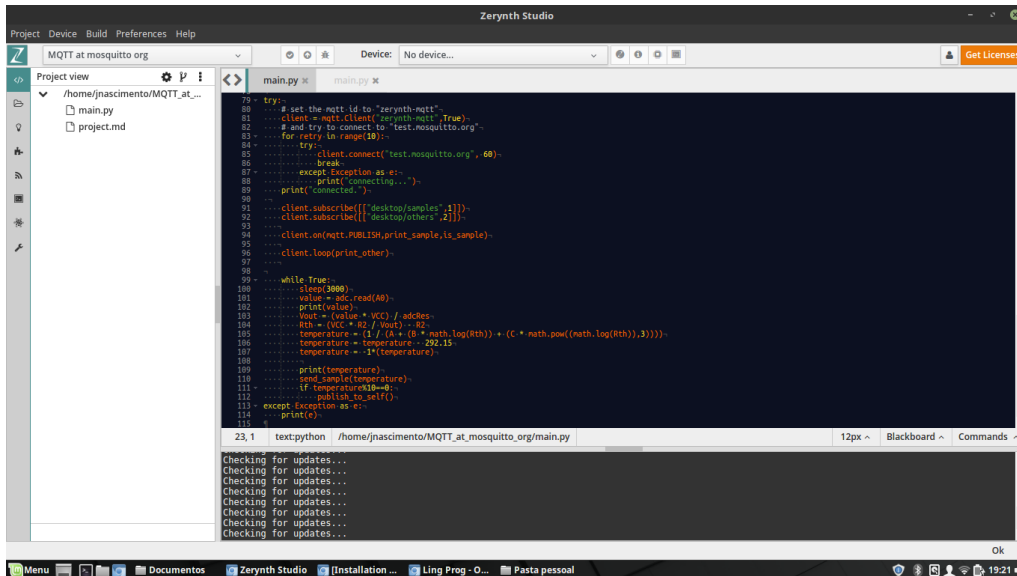 Zerynth Studio
Project Device Build Preferences Help
Z MQTT at mosquitto org Device: No device... Get Licenses
Project view
/home/jnascimento/MQTT_at_...
main.py
project.md
main.py main.py
79 try:
80 # set the mqtt id to "zerynth-mqtt"
81 client = mqtt.Client("zerynth-mqtt",True)
82 # and try to connect to "test.mosquitto.org"
83 for retry in range(10):
84 try:
85 client.connect("test.mosquitto.org", 60)
86 break
87 except Exception as e:
88 print("connecting...")
89 print("connected.")
90
91 client.subscribe([["desktop/samples",1]])
92 client.subscribe([["desktop/others",2]])
93
94 client.on(mqtt.PUBLISH,print_sample,is_sample)
95
96 client.loop(print_other)
97
98
99 while True:
100 sleep(3000)
101 value = adc.read(A0)
102 print(value)
103 Vout = (value * VCC) / adcRes
104 Rth = (VCC * R2 / Vout) - R2
105 temperature = (1 / (A + (B * math.log(Rth)) + (C * math.pow((math.log(Rth)),3))))
106 temperature = temperature - 292.15
107 temperature = -1*(temperature)
108
109 print(temperature)
110 send_sample(temperature)
111 if temperature%10==0:
112 publish_to_self()
113 except Exception as e:
114 print(e)
115
23, 1 text:python /home/jnascimento/MQTT_at_mosquitto_org/main.py 12px Blackboard Commands
Checking for updates...
Checking for updates...
Checking for updates...
Checking for updates...
Checking for updates...
Checking for updates...
Checking for updates...
Checking for updates...
Checking for updates...
Ok
Menu Documentos Zerynth Studio [Installation ... Ling Prog - O... Pasta pessoal 19:21